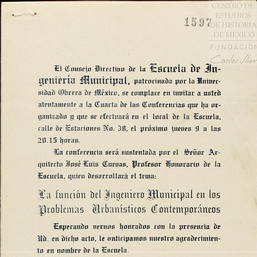 CENTRO DE
ESTUDIOS
DE HISTORIA
DE MEXICO
FUNDACIÓN
Carlos Slim
1597
El Consejo Directivo de la Escuela de In-
geniería Municipal, patrocinada por la Univer-
sidad Obrera de México, se complace en invitar a usted
atentamente a la Cuarta de las Conferencias que ha or-
ganizado y que se efectuará en el local de la Escuela,
calle de Estaciones No. 38, el próximo jueves 9 a las
20.15 horas.
La conferencia será sustentada por el Señor Ar-
quitecto José Luis Cuevas, Profesor Honorario de la
Escuela, quien desarrollará el tema:
La función del Ingeniero Municipal en los
Problemas Urbanísticos Contemporáneos
Esperando vernos honrados con la presencia de
Ud. en dicho acto, le anticipamos nuestro agradecimien-
to en nombre de la Escuela.